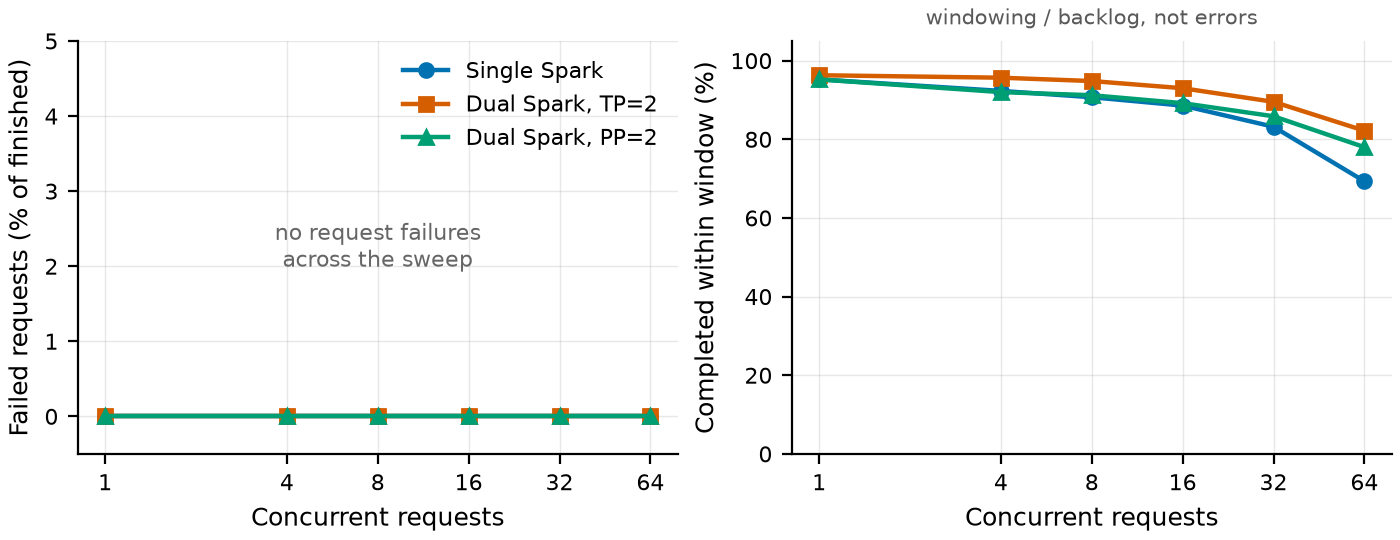 Failed requests (% of finished)
5
4
3
2
1
0
Single Spark
Dual Spark, TP=2
Dual Spark, PP=2
no request failures
across the sweep
1 4 8 16 32 64
Concurrent requests
windowing / backlog, not errors
Completed within window (%)
100
80
60
40
20
0
1 4 8 16 32 64
Concurrent requests